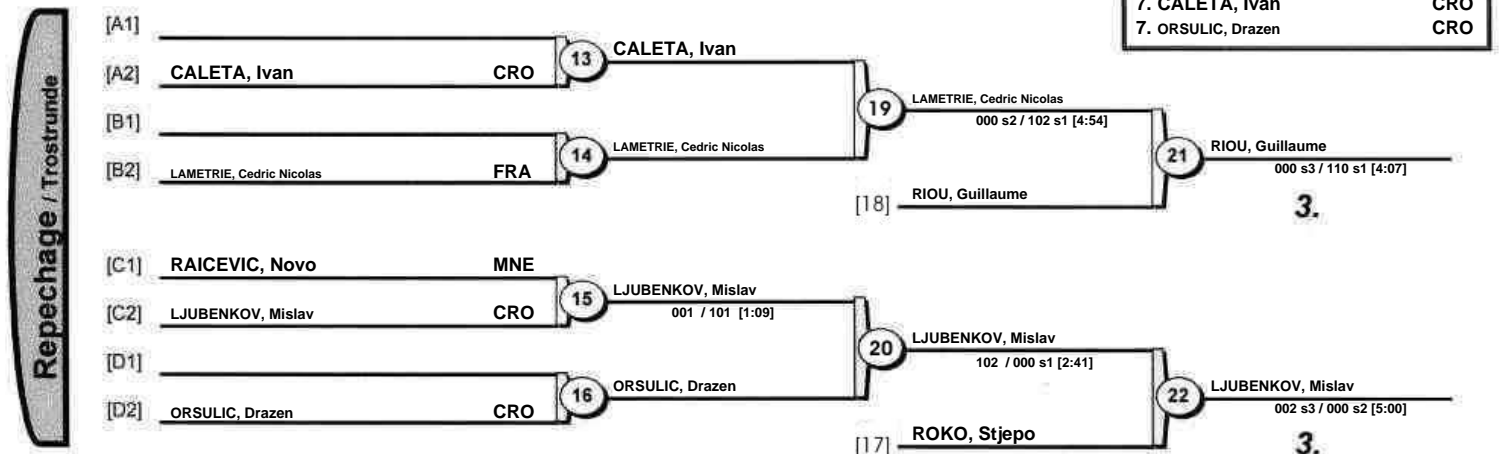 7. CALETA, Ivan CRO
7. ORSULIC, Drazen CRO
Repechage / Trostrunde
[A1]
[A2] CALETA, Ivan CRO
13
CALETA, Ivan
[B1]
[B2] LAMETRIE, Cedric Nicolas FRA
14
LAMETRIE, Cedric Nicolas
19
LAMETRIE, Cedric Nicolas
000 s2 / 102 s1 [4:54]
[18] RIOU, Guillaume
21
RIOU, Guillaume
000 s3 / 110 s1 [4:07]
3.
[C1] RAICEVIC, Novo MNE
[C2] LJUBENKOV, Mislav CRO
15
LJUBENKOV, Mislav
001 / 101 [1:09]
[D1]
[D2] ORSULIC, Drazen CRO
16
ORSULIC, Drazen
20
LJUBENKOV, Mislav
102 / 000 s1 [2:41]
[17] ROKO, Stjepo
22
LJUBENKOV, Mislav
002 s3 / 000 s2 [5:00]
3.